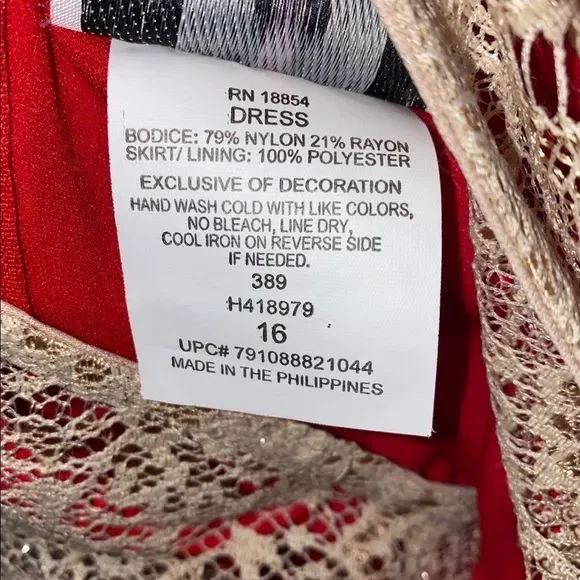 RN 18854
DRESS
BODICE: 79% NYLON 21% RAYON
SKIRT/ LINING: 100% POLYESTER
EXCLUSIVE OF DECORATION
HAND WASH COLD WITH LIKE COLORS,
NO BLEACH, LINE DRY,
COOL IRON ON REVERSE SIDE
IF NEEDED.
389
H418979
16
UPC# 791088821044
MADE IN THE PHILIPPINES